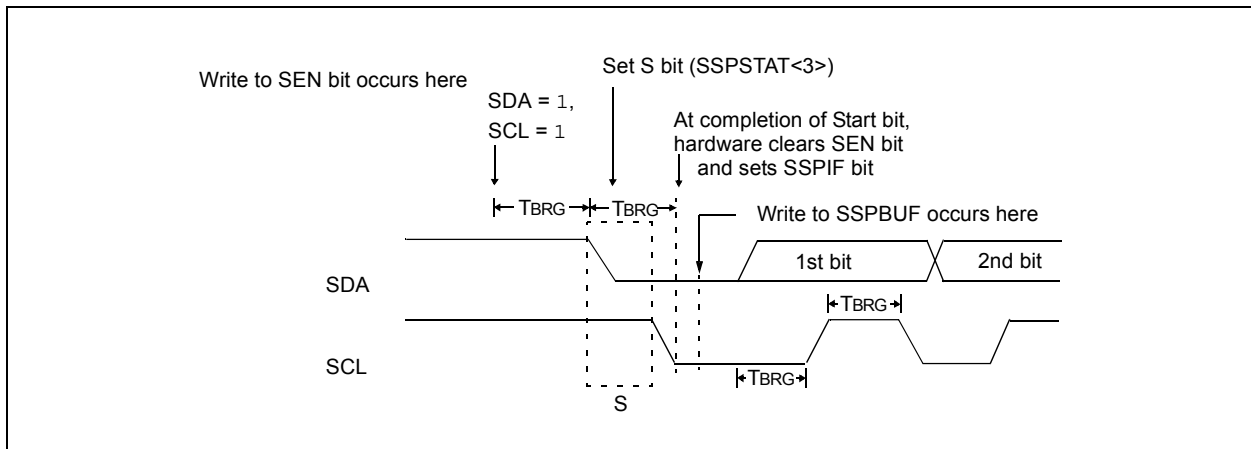 Write to SEN bit occurs here
Set S bit (SSPSTAT<3>)
SDA = 1,
SCL = 1
At completion of Start bit,
hardware clears SEN bit
and sets SSPIF bit
TBRG
TBRG
Write to SSPBUF occurs here
SDA
1st bit
2nd bit
TBRG
SCL
TBRG
S